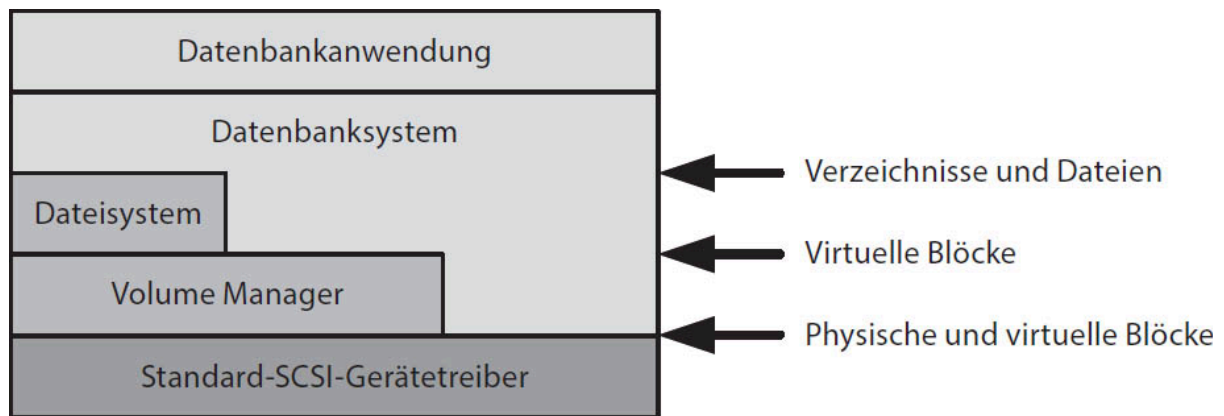 Datenbankanwendung
Datenbanksystem
Verzeichnisse und Dateien
Dateisystem
Virtuelle Blöcke
Volume Manager
Physische und virtuelle Blöcke
Standard-SCSI-Gerätetreiber